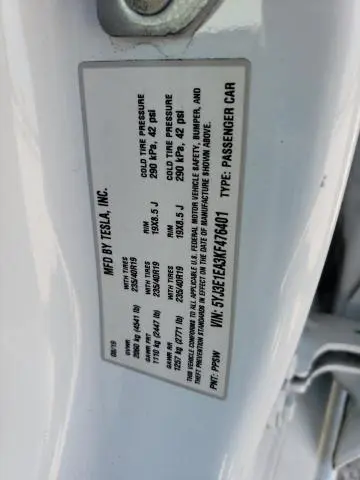 MFD BY TESLA, INC.
08/19
GVWR WITH TIRES RIM COLD TIRE PRESSURE
2060 kg (4541 lb) 235/40R19 19X8.5 J 290 kPa, 42 psi
GAWR FRT WITH TIRES RIM COLD TIRE PRESSURE
1110 kg (2447 lb) 235/40R19 19X8.5 J 290 kPa, 42 psi
GAWR RR
1257 kg (2771 lb)
THIS VEHICLE CONFORMS TO ALL APPLICABLE U.S. FEDERAL MOTOR VEHICLE SAFETY, BUMPER, AND
THEFT PREVENTION STANDARDS IN EFFECT ON THE DATE OF MANUFACTURE SHOWN ABOVE.
VIN: 5YJ3E1EA3KF476401 TYPE: PASSENGER CAR
PNT: PPSW